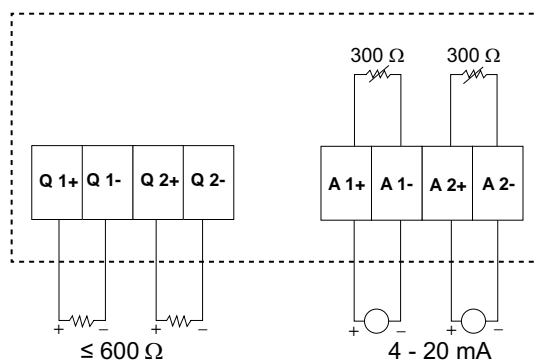 300 Ω 300 Ω
Q 1+ Q 1- Q 2+ Q 2- A 1+ A 1- A 2+ A 2-
+ − + − + − + −
≤ 600 Ω 4 - 20 mA